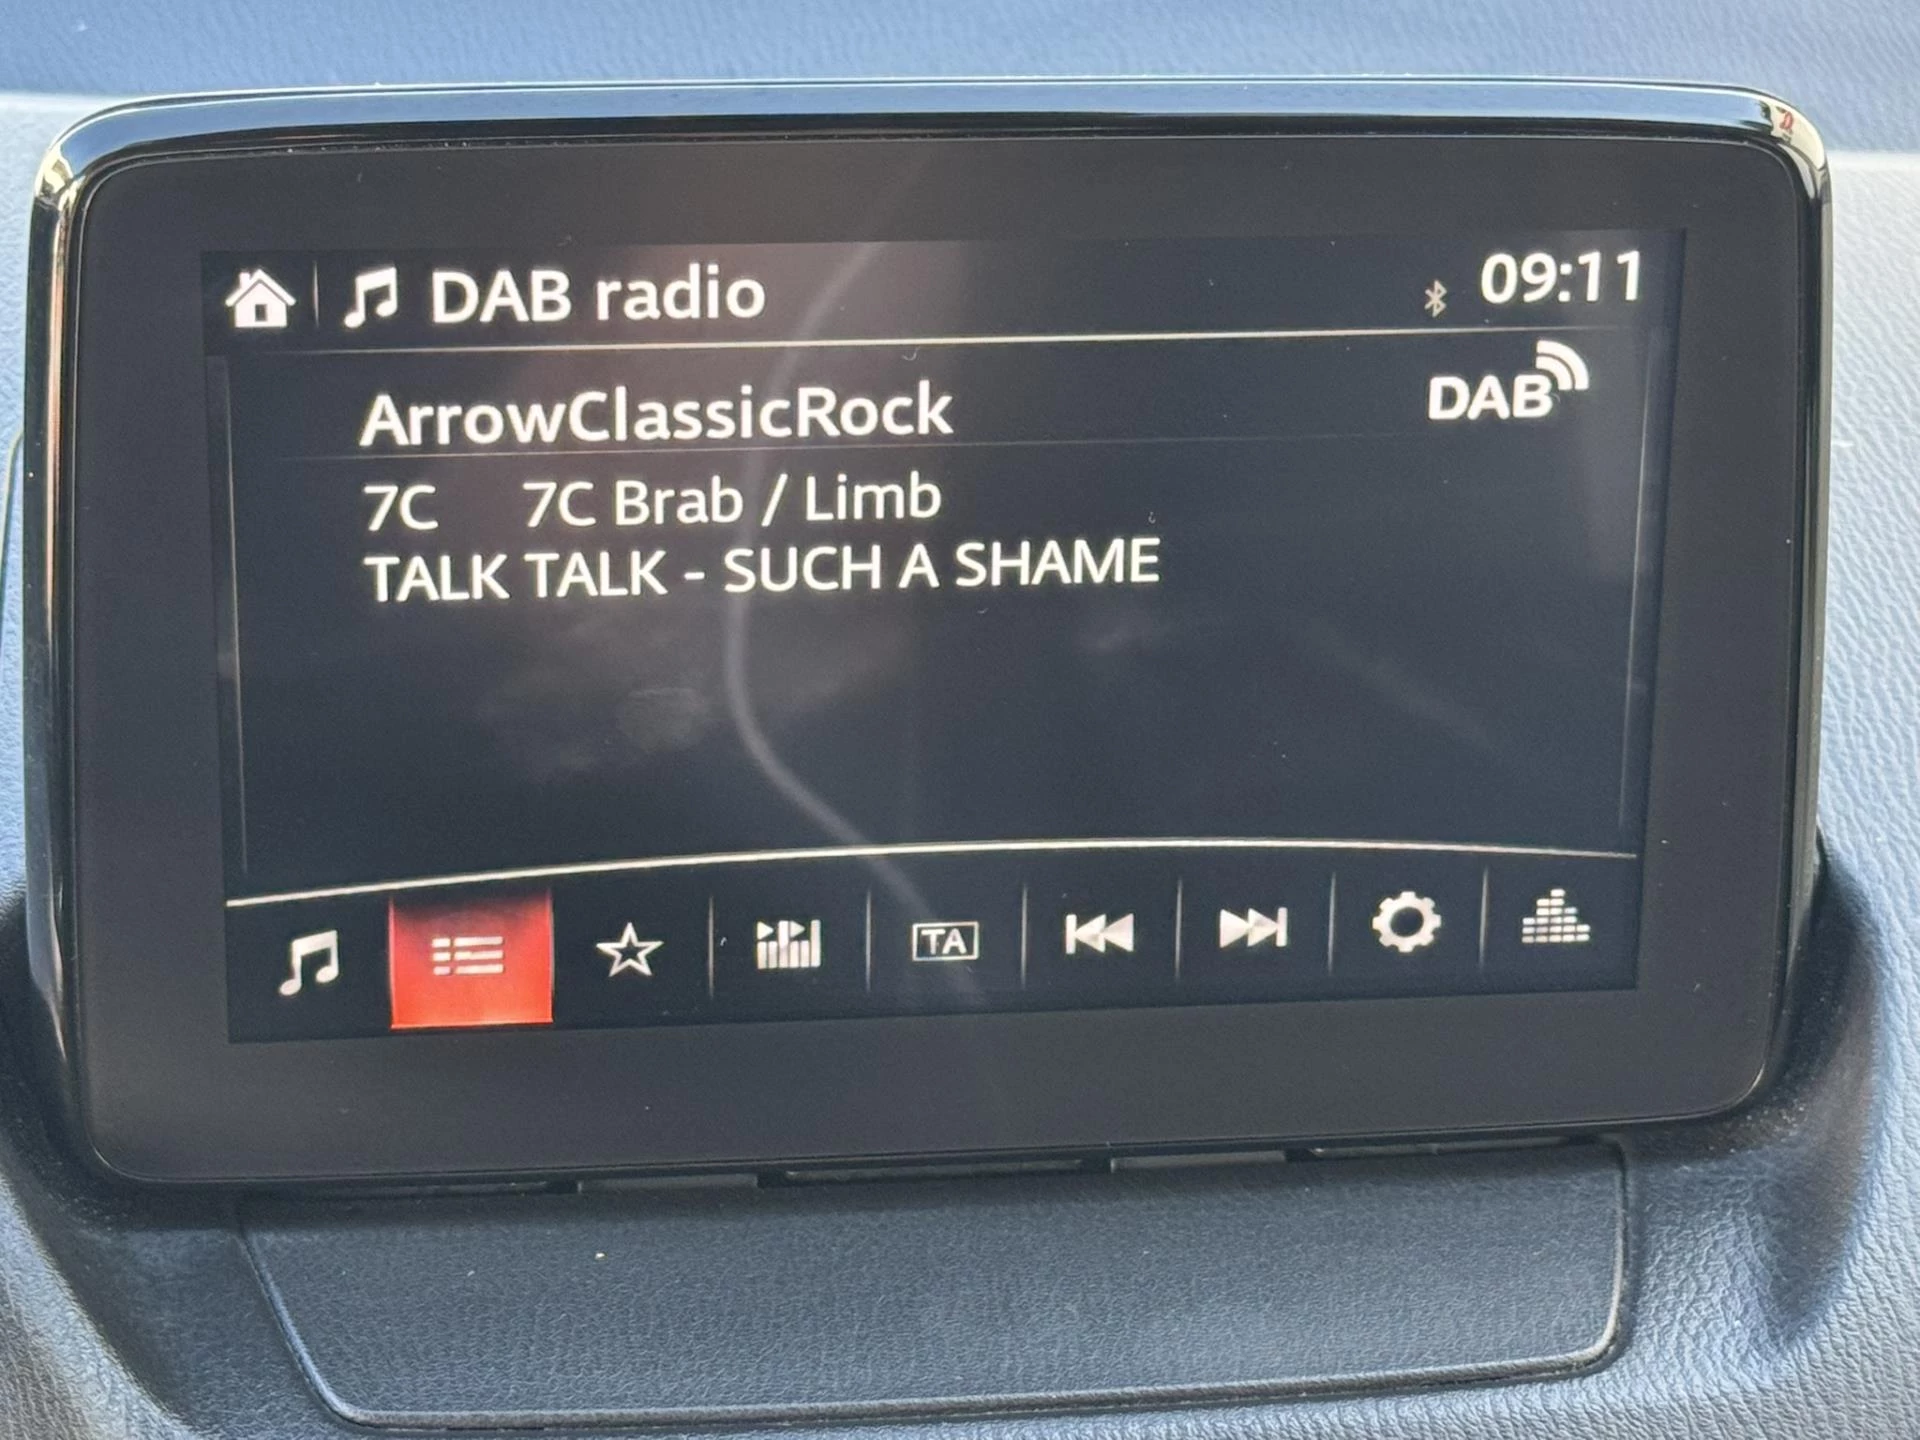 DAB radio
09:11
ArrowClassicRock
DAB
7C 7C Brab / Limb
TALK TALK - SUCH A SHAME
TA